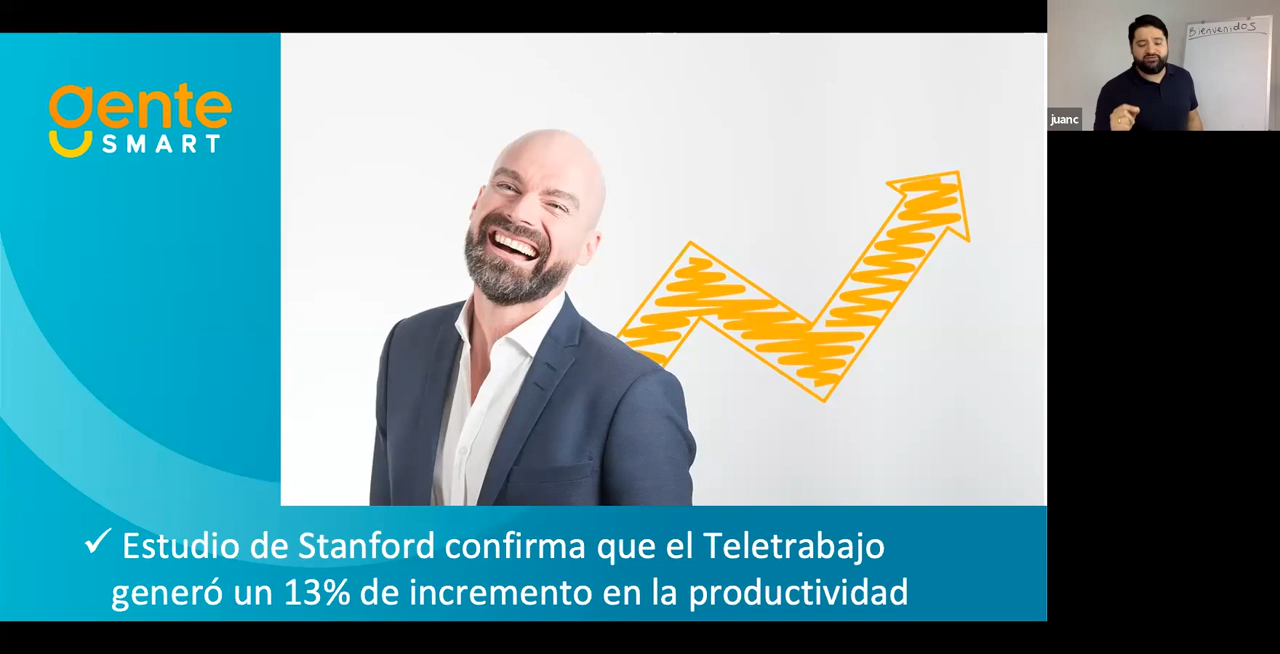 gente
SMART
Bienvenidos
juanc
✓ Estudio de Stanford confirma que el Teletrabajo
generó un 13% de incremento en la productividad